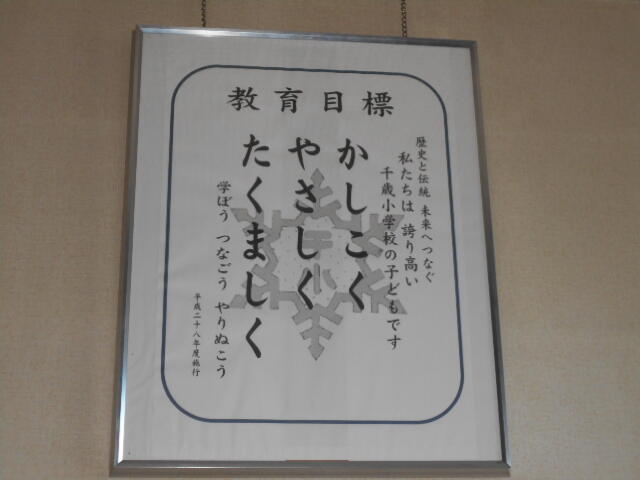 教育目標
歴史と伝統 未来へつなぐ
私たちは 誇り高い
千歳小学校の子どもです
かしこく
やさしく
たくましく
学ぼう つなごう やりぬこう
平成二十八年度施行
千
小